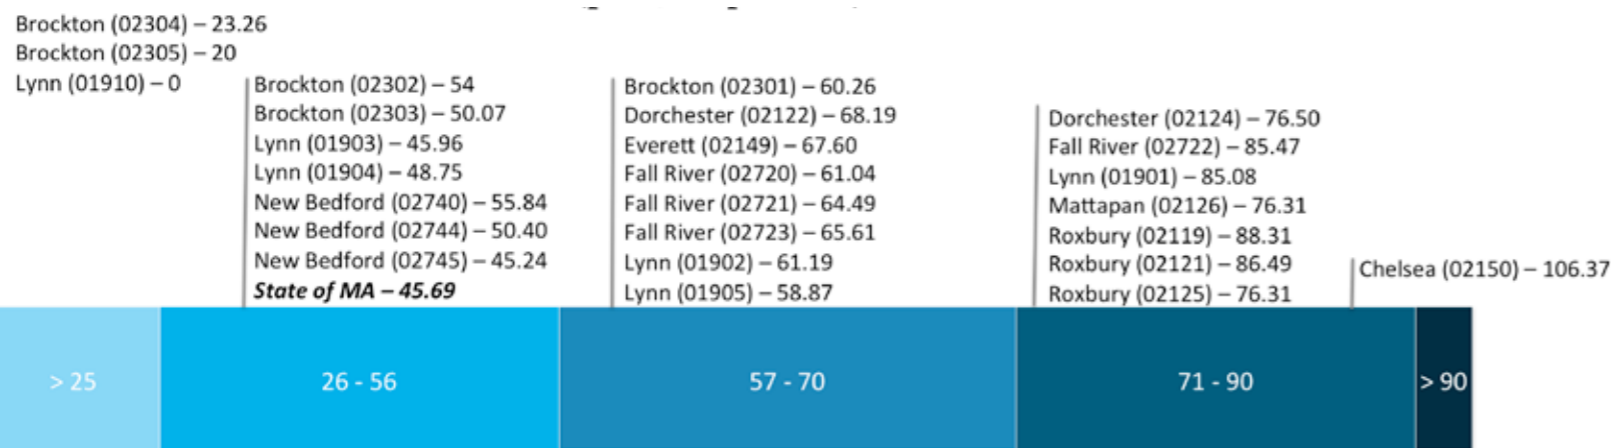 Brockton (02304) – 23.26
Brockton (02305) – 20
Lynn (01910) – 0
Brockton (02302) – 54
Brockton (02303) – 50.07
Lynn (01903) – 45.96
Lynn (01904) – 48.75
New Bedford (02740) – 55.84
New Bedford (02744) – 50.40
New Bedford (02745) – 45.24
State of MA – 45.69
Brockton (02301) – 60.26
Dorchester (02122) – 68.19
Everett (02149) – 67.60
Fall River (02720) – 61.04
Fall River (02721) – 64.49
Fall River (02723) – 65.61
Lynn (01902) – 61.19
Lynn (01905) – 58.87
Dorchester (02124) – 76.50
Fall River (02722) – 85.47
Lynn (01901) – 85.08
Mattapan (02126) – 76.31
Roxbury (02119) – 88.31
Roxbury (02121) – 86.49
Roxbury (02125) – 76.31
Chelsea (02150) – 106.37
> 25
26 - 56
57 - 70
71 - 90
> 90